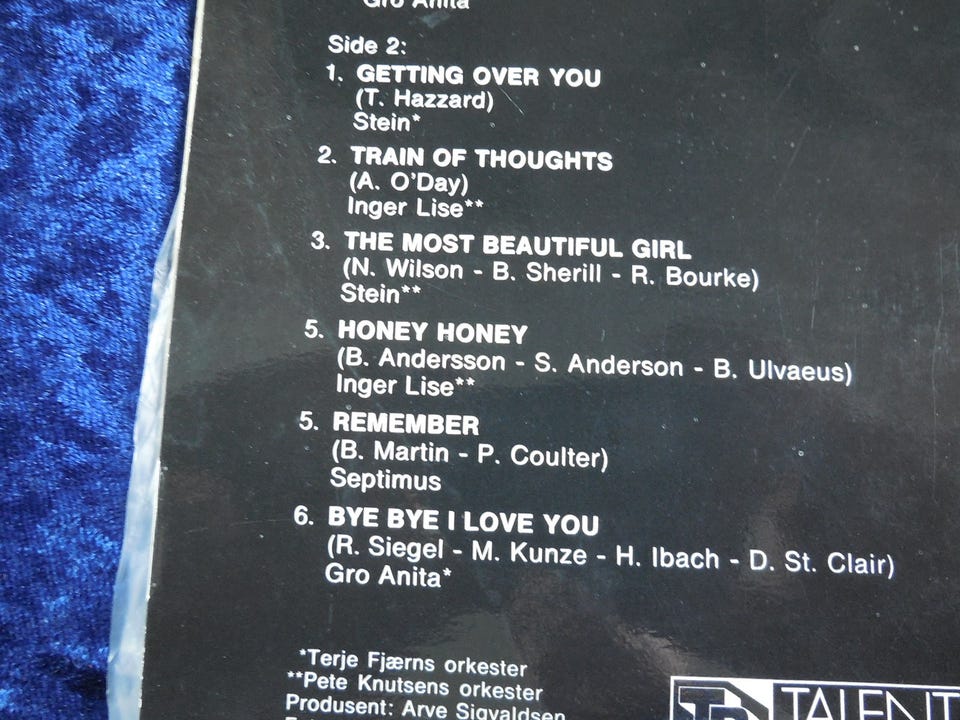 Gro Anita
Side 2:
1. GETTING OVER YOU
(T. Hazzard)
Stein*
2. TRAIN OF THOUGHTS
(A. O'Day)
Inger Lise**
3. THE MOST BEAUTIFUL GIRL
(N. Wilson - B. Sherill - R. Bourke)
Stein**
5. HONEY HONEY
(B. Andersson - S. Anderson - B. Ulvaeus)
Inger Lise**
5. REMEMBER
(B. Martin - P. Coulter)
Septimus
6. BYE BYE I LOVE YOU
(R. Siegel - M. Kunze - H. Ibach - D. St. Clair)
Gro Anita*
*Terje Fjærns orkester
**Pete Knutsens orkester
Produsent: Arve Sigvaldsen
TALENT